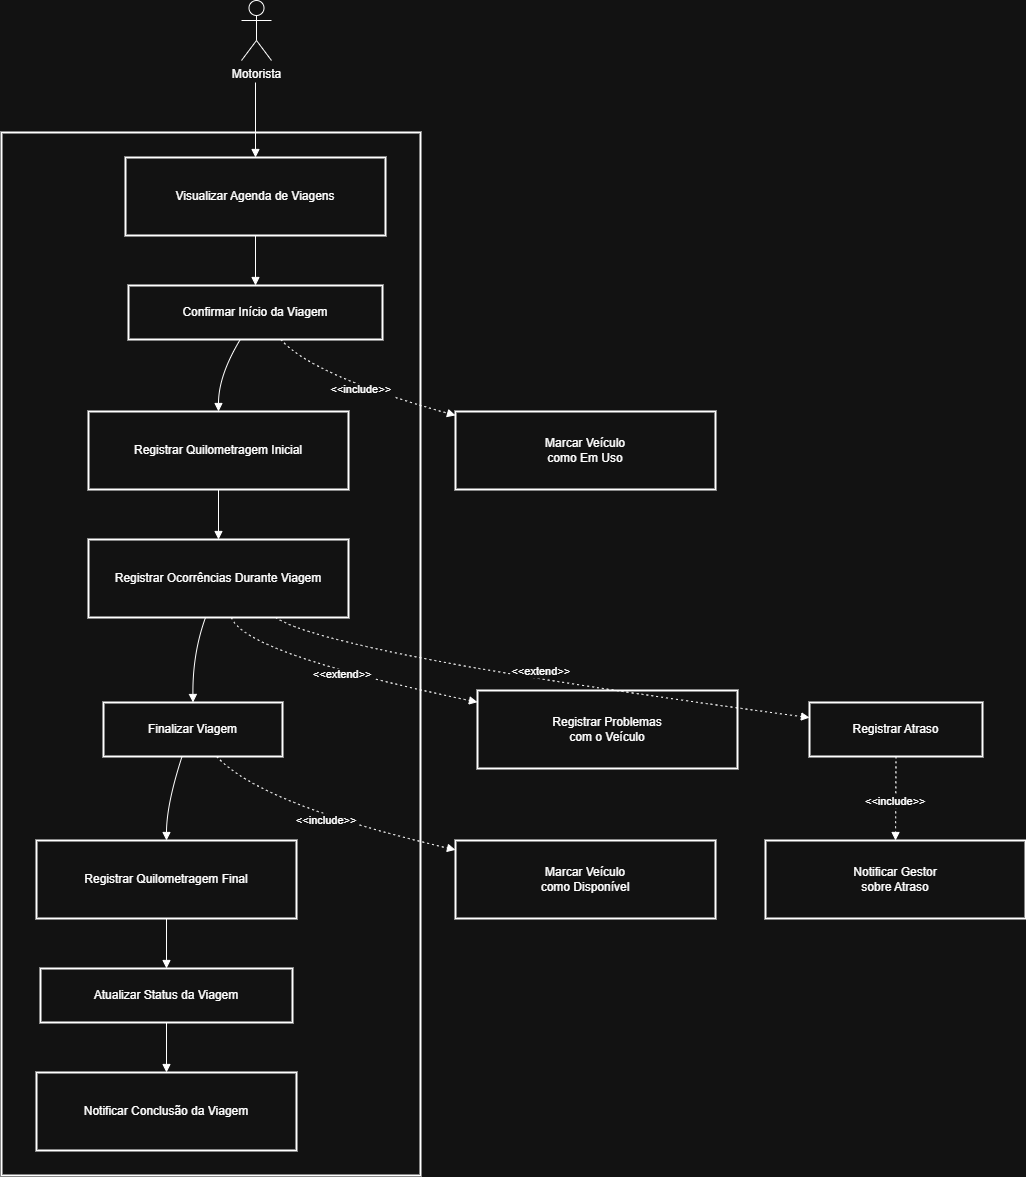 Motorista
Visualizar Agenda de Viagens
Confirmar Início da Viagem
<<include>>
Registrar Quilometragem Inicial
Marcar Veículo
como Em Uso
Registrar Ocorrências Durante Viagem
<<extend>>
<<extend>>
Finalizar Viagem
Registrar Problemas
com o Veículo
Registrar Atraso
<<include>>
<<include>>
Registrar Quilometragem Final
Marcar Veículo
como Disponível
Notificar Gestor
sobre Atraso
Atualizar Status da Viagem
Notificar Conclusão da Viagem